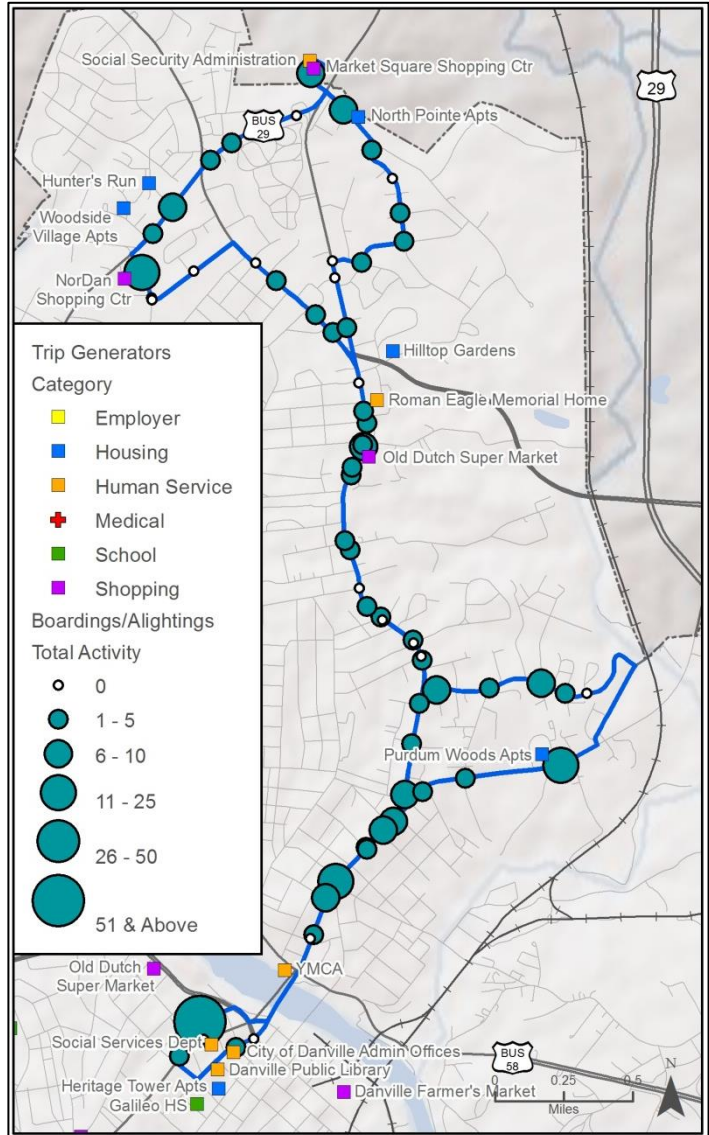 Social Security Administration
Market Square Shopping Ctr
29
BUS
29
North Pointe Apts
Hunter's Run
Woodside
Village Apts
NorDan
Shopping Ctr
Hilltop Gardens
Roman Eagle Memorial Home
Old Dutch Super Market
Trip Generators
Category
Employer
Housing
Human Service
Medical
School
Shopping
Boardings/Alightings
Total Activity
0
1 - 5
6 - 10
11 - 25
26 - 50
51 & Above
Purdum Woods Apts
Old Dutch
Super Market
YMCA
Social Services Dept
City of Danville Admin Offices
Danville Public Library
Heritage Tower Apts
Galileo HS
Danville Farmer's Market
BUS
58
N
0 0.25 0.5
Miles